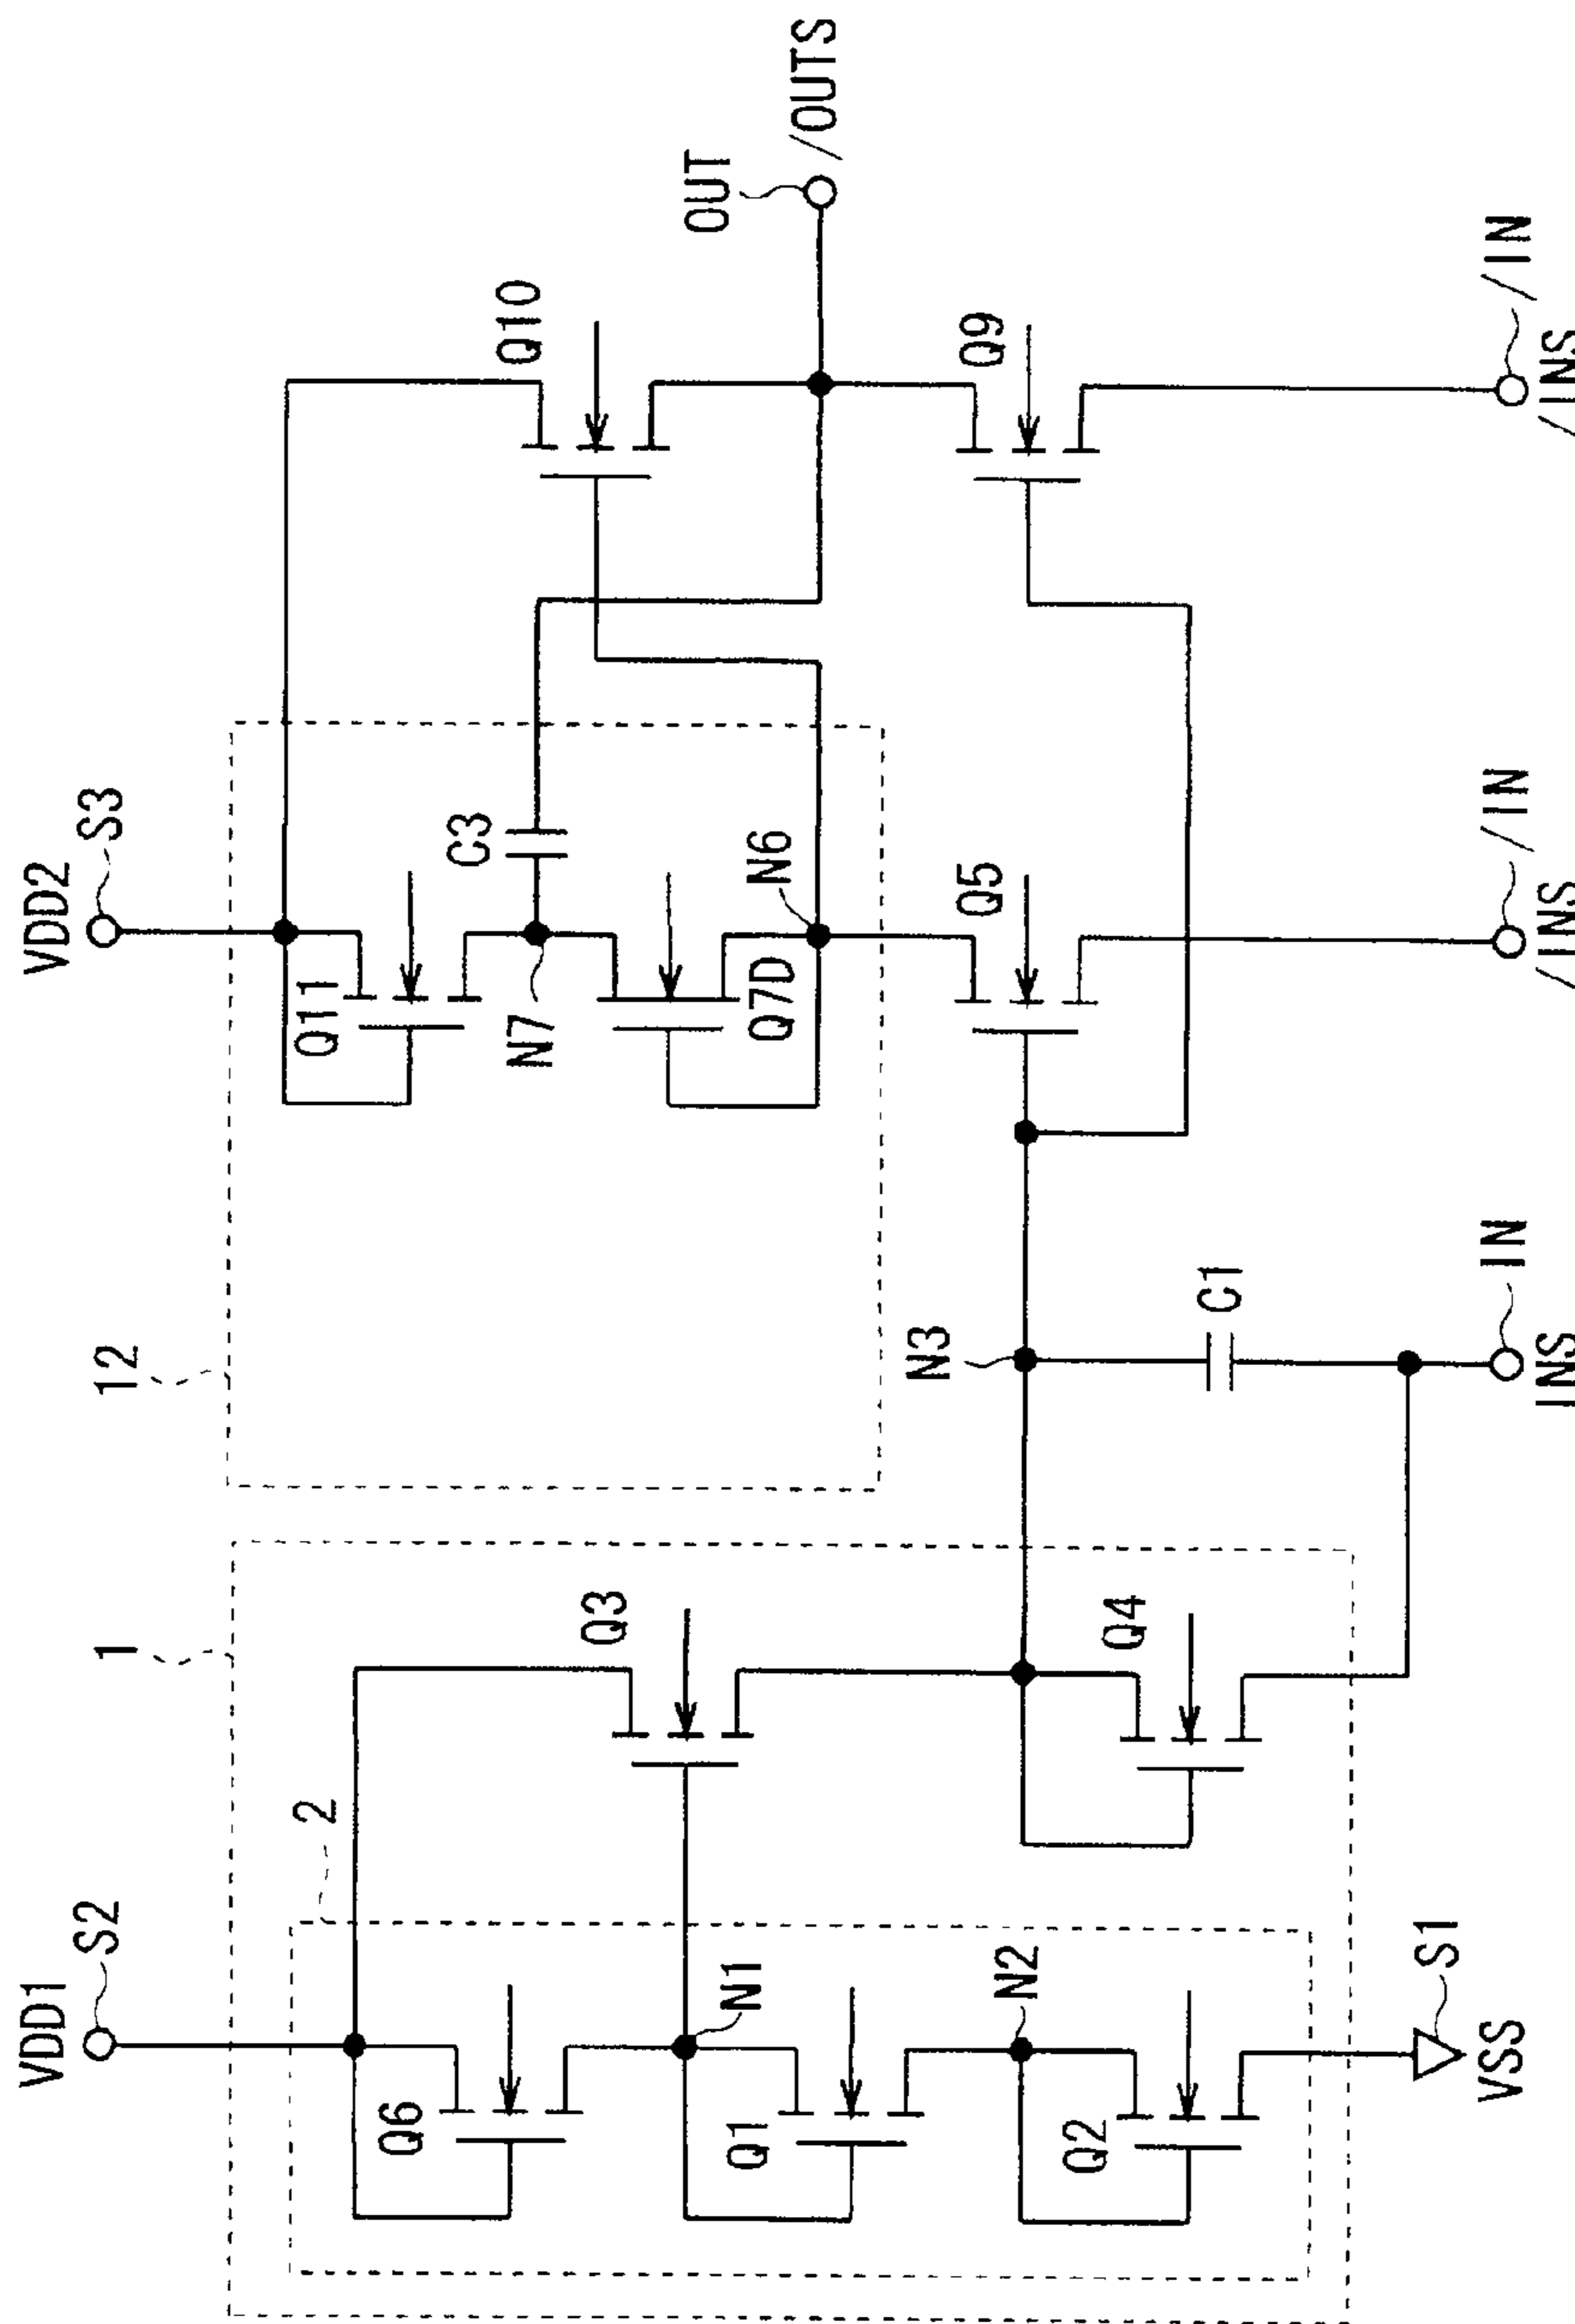 VDD1
S2
VDD2
S3
1
2
12
Q6
Q3
N1
Q1
N2
Q2
Q4
S1
VSS
N3
C1
IN
INS
Q11
N7
C3
Q7D
N6
Q5
/IN
/INS
Q10
OUT
/OUTS
Q9
/IN
/INS